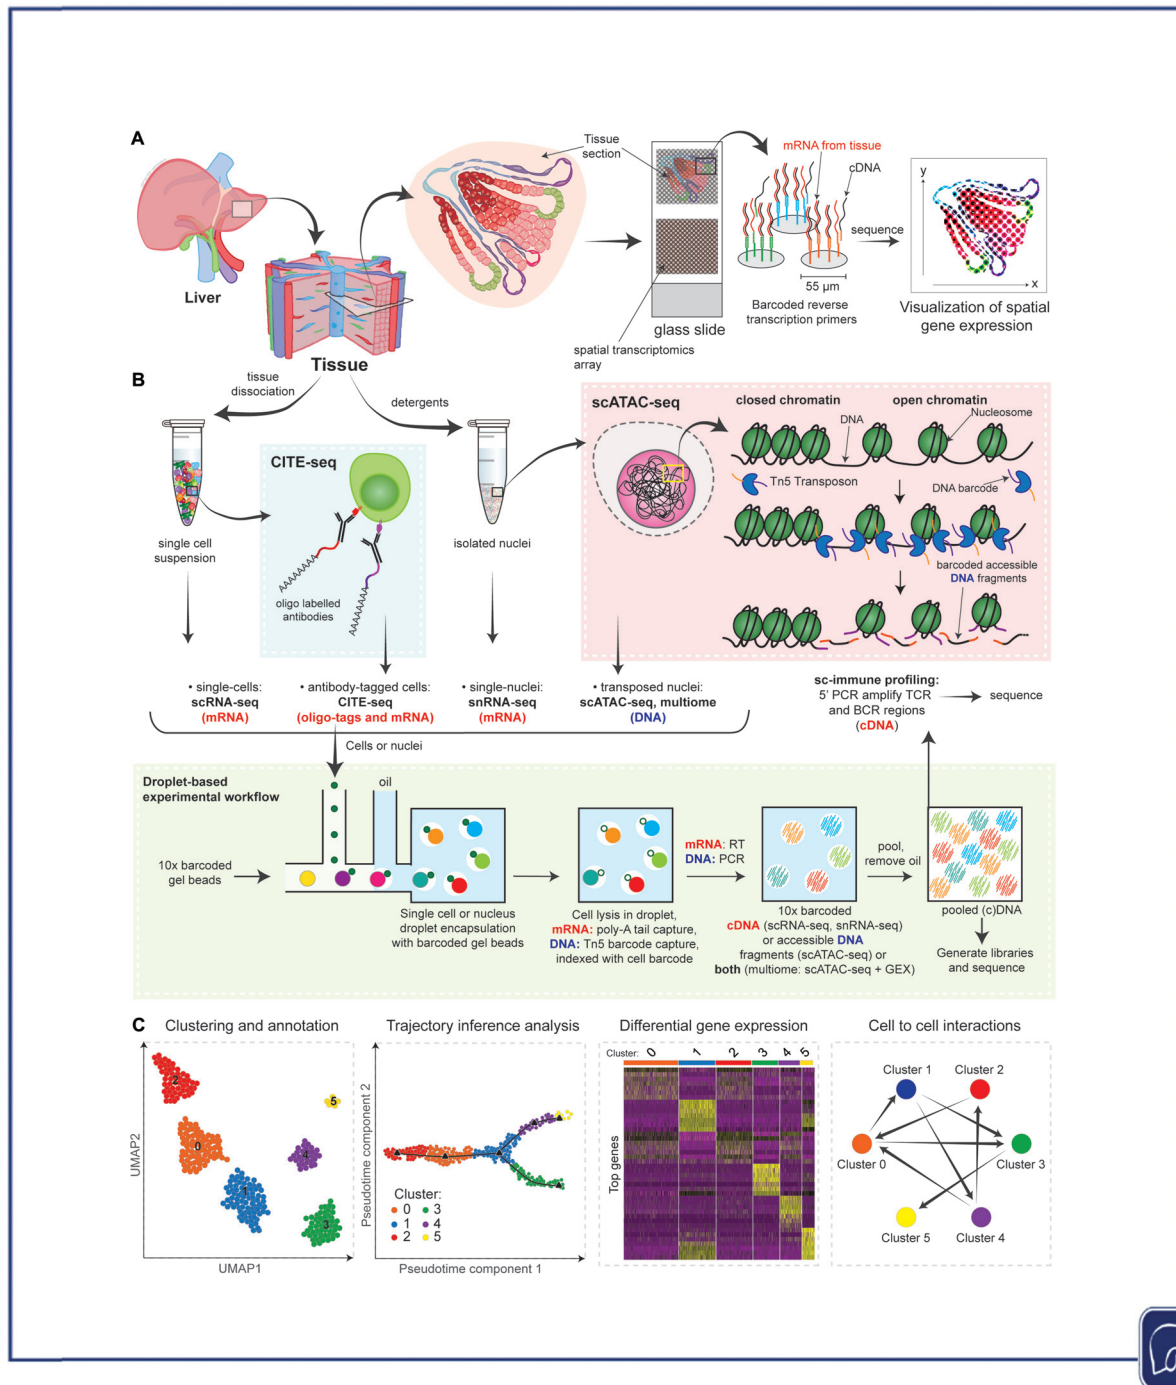 A
Liver
Tissue
Tissue
section
glass slide
spatial transcriptomics
array
mRNA from tissue
cDNA
55 µm
Barcoded reverse
transcription primers
sequence
y
x
Visualization of spatial
gene expression
B
tissue
dissociation
detergents
single cell
suspension
CITE-seq
AAAAAAAA
AAAAAAAA
oligo labelled
antibodies
isolated nuclei
scATAC-seq
closed chromatin
open chromatin
DNA
Nucleosome
Tn5 Transposon
DNA barcode
barcoded accessible
DNA fragments
• single-cells:
scRNA-seq
(mRNA)
• antibody-tagged cells:
CITE-seq
(oligo-tags and mRNA)
• single-nuclei:
snRNA-seq
(mRNA)
• transposed nuclei:
scATAC-seq, multiome
(DNA)
sc-immune profiling:
5' PCR amplify TCR
and BCR regions
(cDNA)
sequence
Cells or nuclei
Droplet-based
experimental workflow
oil
10x barcoded
gel beads
Single cell or nucleus
droplet encapsulation
with barcoded gel beads
Cell lysis in droplet,
mRNA: poly-A tail capture,
DNA: Tn5 barcode capture,
indexed with cell barcode
mRNA: RT
DNA: PCR
10x barcoded
cDNA (scRNA-seq, snRNA-seq)
or accessible DNA
fragments (scATAC-seq) or
both (multiome: scATAC-seq + GEX)
pool,
remove oil
pooled (c)DNA
Generate libraries
and sequence
C
Clustering and annotation
UMAP2
2
5
0
4
1
3
UMAP1
Trajectory inference analysis
Pseudotime component 2
Cluster:
0 3
1 4
2 5
Pseudotime component 1
Differential gene expression
Cluster: 0 1 2 3 4 5
Top genes
Cell to cell interactions
Cluster 1
Cluster 2
Cluster 0
Cluster 3
Cluster 5
Cluster 4